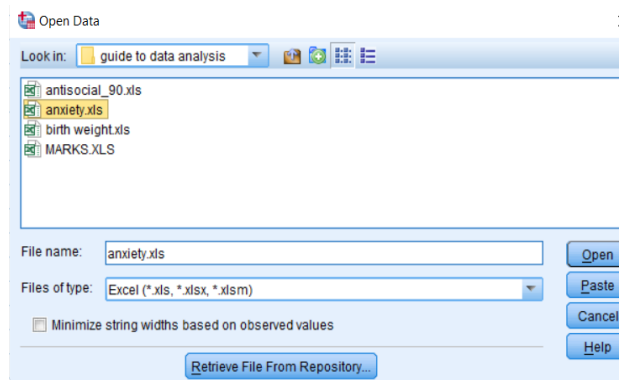 Open Data
Look in: guide to data analysis
antisocial_90.xls
anxiety.xls
birth weight.xls
MARKS.XLS
File name: anxiety.xls Open
Files of type: Excel (*.xls, *.xlsx, *.xlsm) Paste
Minimize string widths based on observed values Cancel
Help
Retrieve File From Repository...